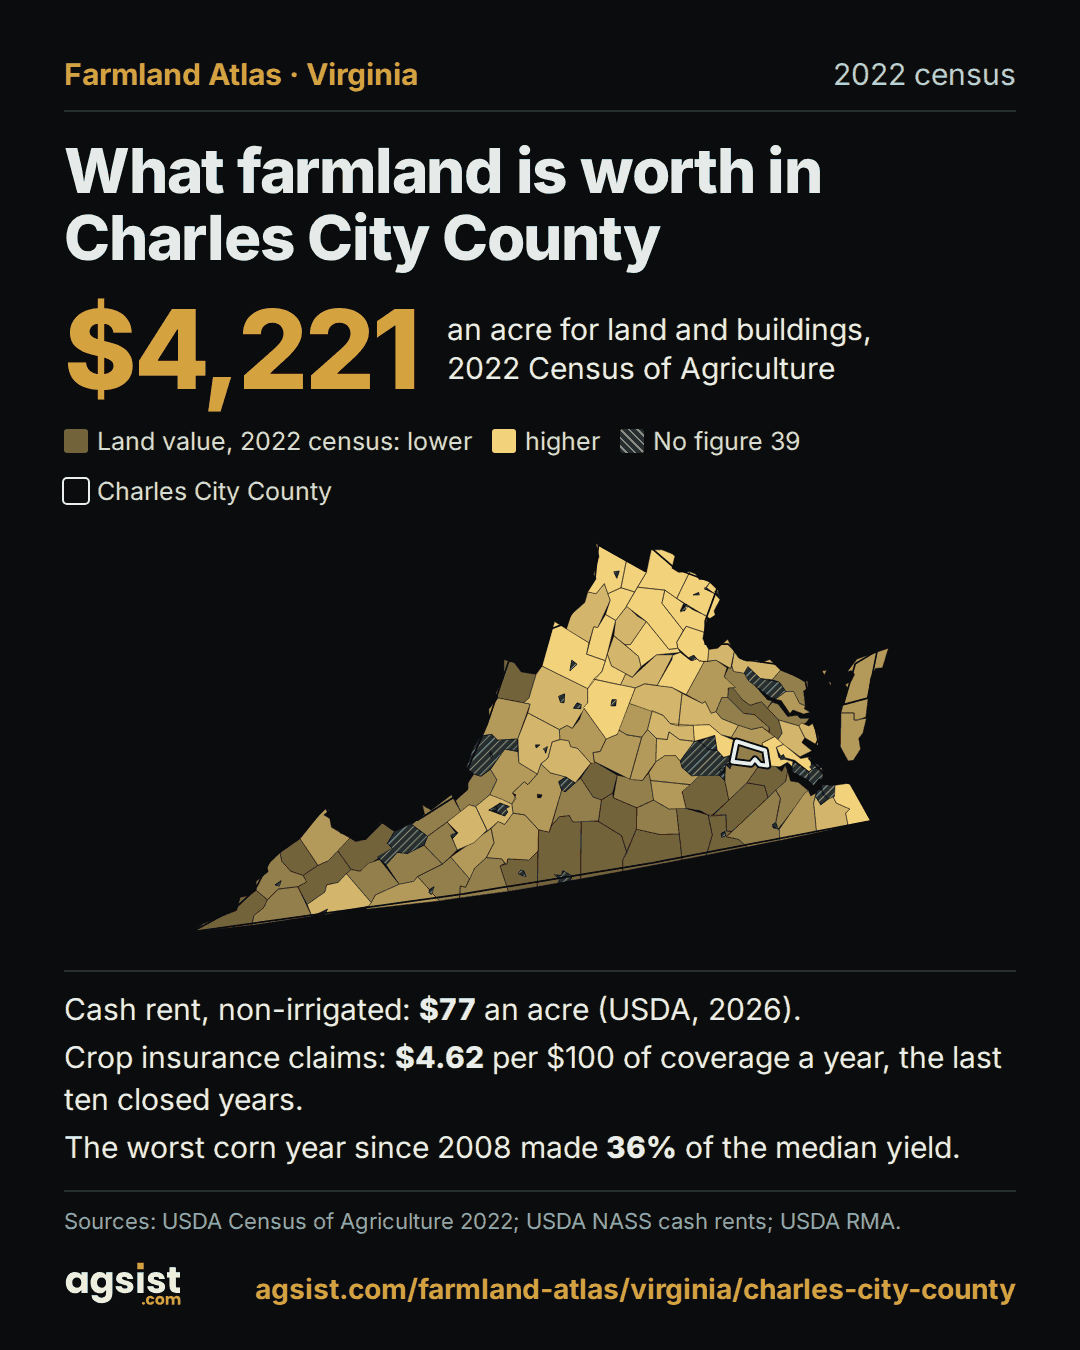 Farmland Atlas · Virginia
2022 census
What farmland is worth in
Charles City County
$4,221
an acre for land and buildings,
2022 Census of Agriculture
Land value, 2022 census: lower
higher
No figure 39
Charles City County
Cash rent, non-irrigated: $77 an acre (USDA, 2026).
Crop insurance claims: $4.62 per $100 of coverage a year, the last
ten closed years.
The worst corn year since 2008 made 36% of the median yield.
Sources: USDA Census of Agriculture 2022; USDA NASS cash rents; USDA RMA.
agsist
.com
agsist.com/farmland-atlas/virginia/charles-city-county